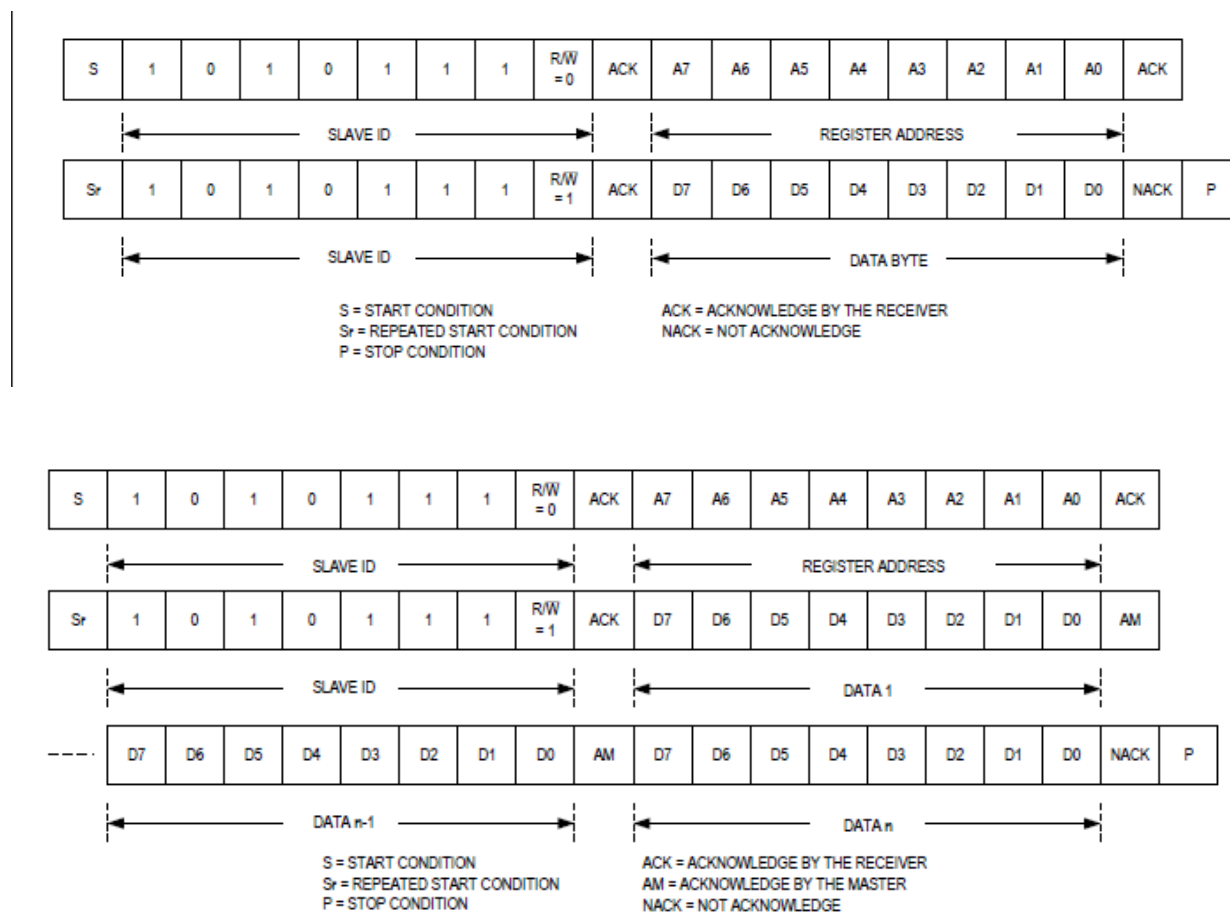 S 1 0 1 0 1 1 1 R/W̅ = 0 ACK A7 A6 A5 A4 A3 A2 A1 A0 ACK
SLAVE ID REGISTER ADDRESS
Sr 1 0 1 0 1 1 1 R/W̅ = 1 ACK D7 D6 D5 D4 D3 D2 D1 D0 NACK P
SLAVE ID DATA BYTE
S = START CONDITION ACK = ACKNOWLEDGE BY THE RECEIVER
Sr = REPEATED START CONDITION NACK = NOT ACKNOWLEDGE
P = STOP CONDITION
S 1 0 1 0 1 1 1 R/W̅ = 0 ACK A7 A6 A5 A4 A3 A2 A1 A0 ACK
SLAVE ID REGISTER ADDRESS
Sr 1 0 1 0 1 1 1 R/W̅ = 1 ACK D7 D6 D5 D4 D3 D2 D1 D0 AM
SLAVE ID DATA 1
D7 D6 D5 D4 D3 D2 D1 D0 AM D7 D6 D5 D4 D3 D2 D1 D0 NACK P
DATA n-1 DATA n
S = START CONDITION ACK = ACKNOWLEDGE BY THE RECEIVER
Sr = REPEATED START CONDITION AM = ACKNOWLEDGE BY THE MASTER
P = STOP CONDITION NACK = NOT ACKNOWLEDGE